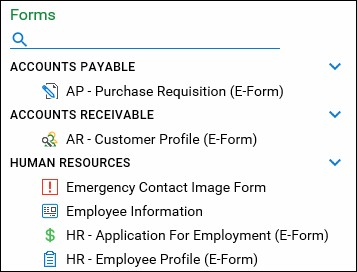 Forms
ACCOUNTS PAYABLE
AP - Purchase Requisition (E-Form)
ACCOUNTS RECEIVABLE
AR - Customer Profile (E-Form)
HUMAN RESOURCES
Emergency Contact Image Form
Employee Information
HR - Application For Employment (E-Form)
HR - Employee Profile (E-Form)